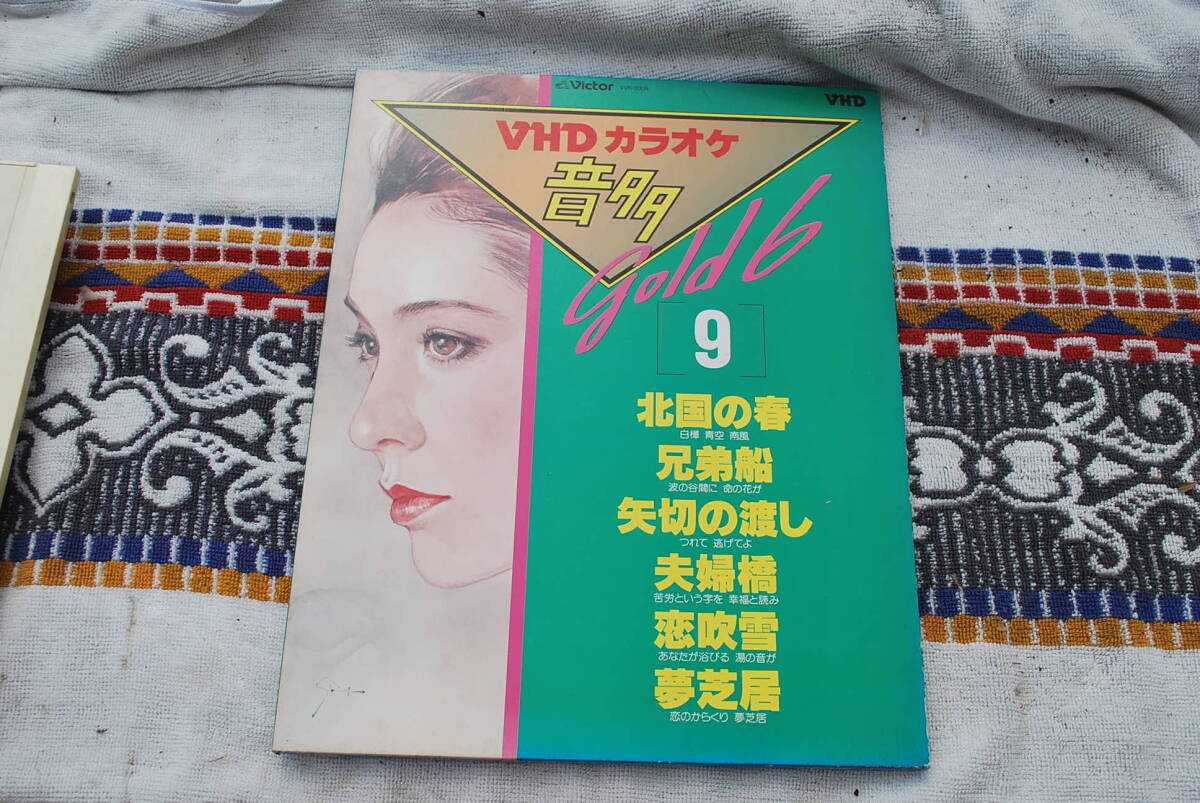 Victor
VHD
VHD カラオケ
音タタ
Gold 6
[9]
北国の春
白樺 青空 南風
兄弟船
波の谷間に 命の花が
矢切の渡し
つれて 逃げてよ
夫婦橋
苦労という字を 幸福と読み
恋吹雪
あなたが浴びる 湯の音が
夢芝居
恋のからくり 夢芝居